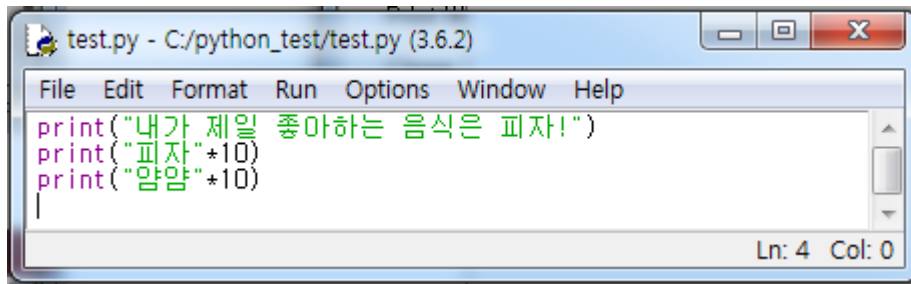 test.py - C:/python_test/test.py (3.6.2)
File Edit Format Run Options Window Help
print("내가 제일 좋아하는 음식은 피자!")
print("피자"*10)
print("얌얌"*10)
Ln: 4 Col: 0